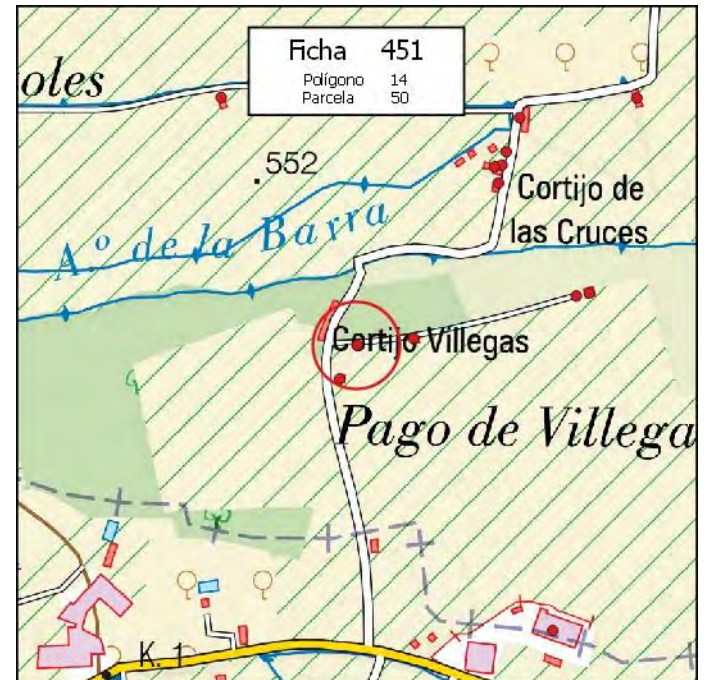 Ficha 451
Polígono 14
Parcela 50
oles
.552
Cortijo de
las Cruces
A.º de la Barra
Cortijo Villegas
Pago de Villega
K. 1